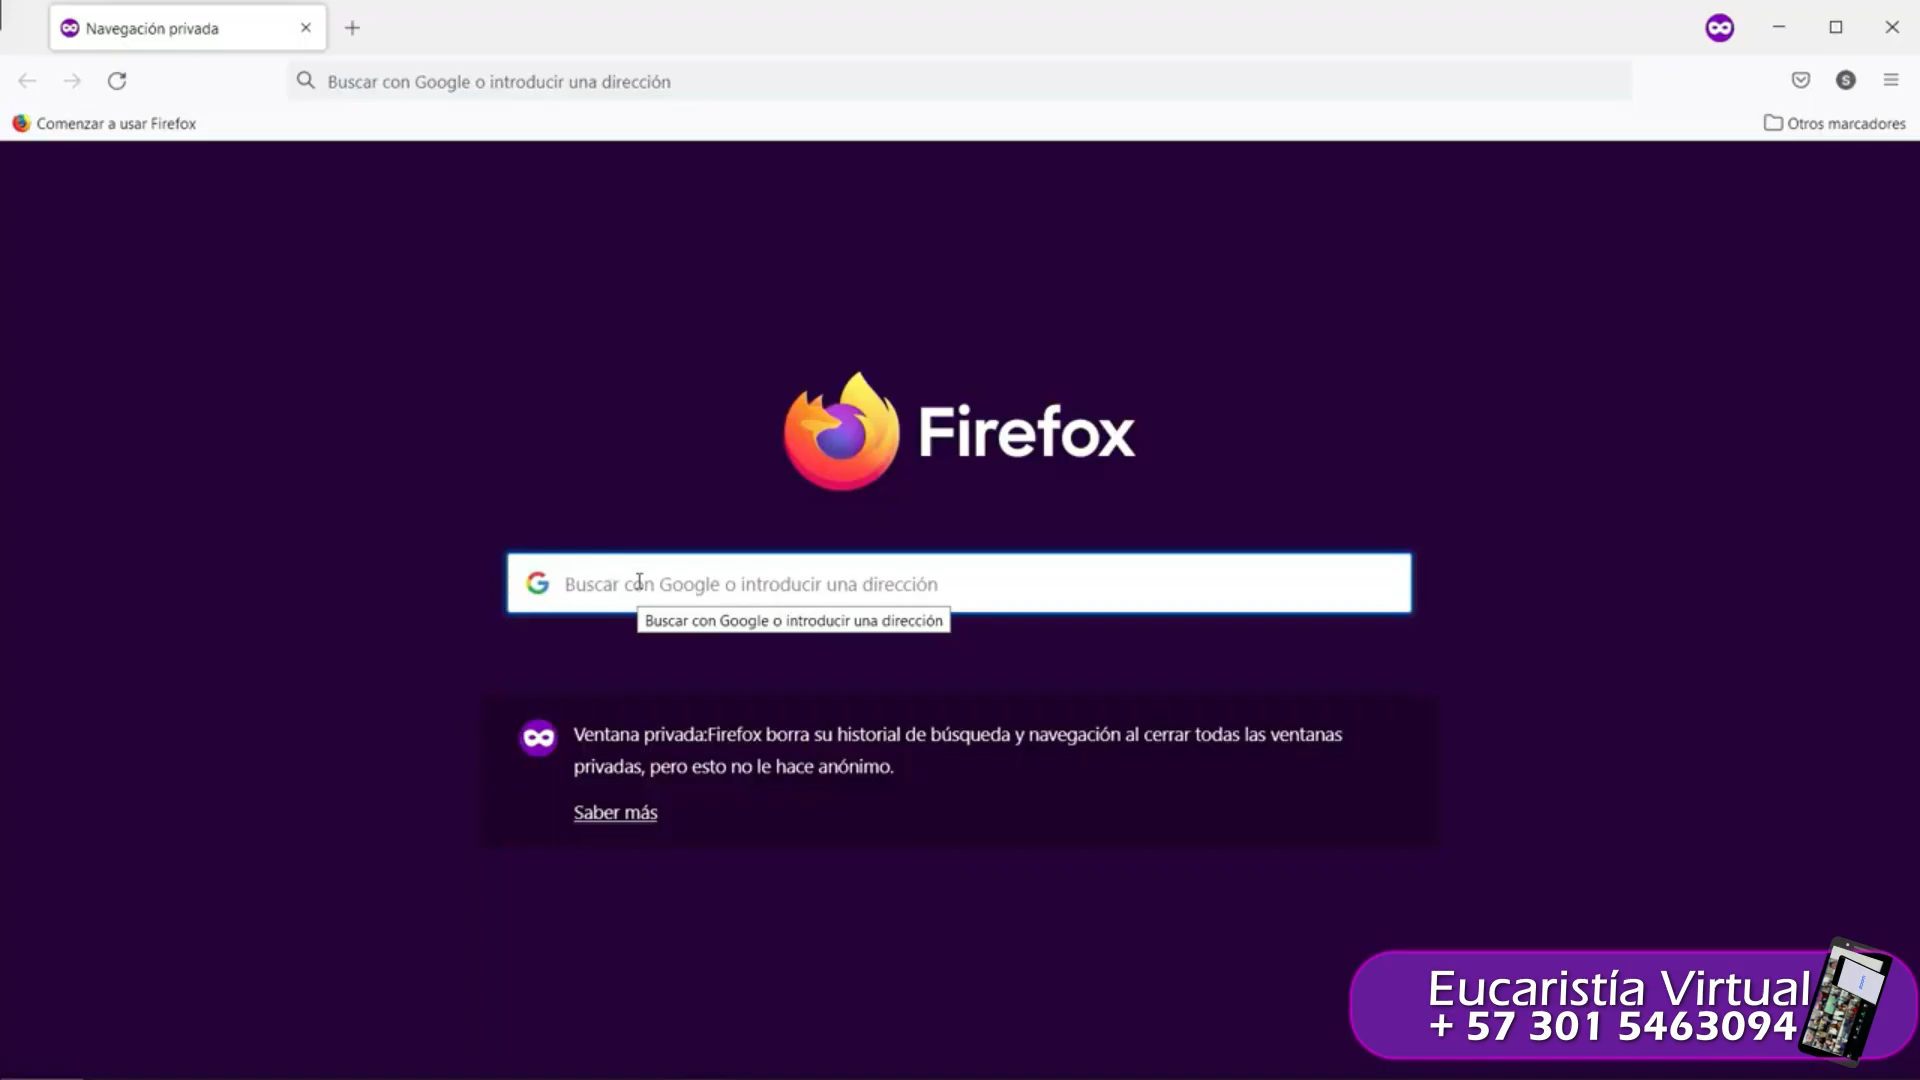 Navegación privada
Buscar con Google o introducir una dirección
S
Comenzar a usar Firefox
Otros marcadores
Firefox
Buscar con Google o introducir una dirección
Buscar con Google o introducir una dirección
Ventana privada:Firefox borra su historial de búsqueda y navegación al cerrar todas las ventanas
privadas, pero esto no le hace anónimo.
Saber más
Eucaristía Virtual
+ 57 301 5463094